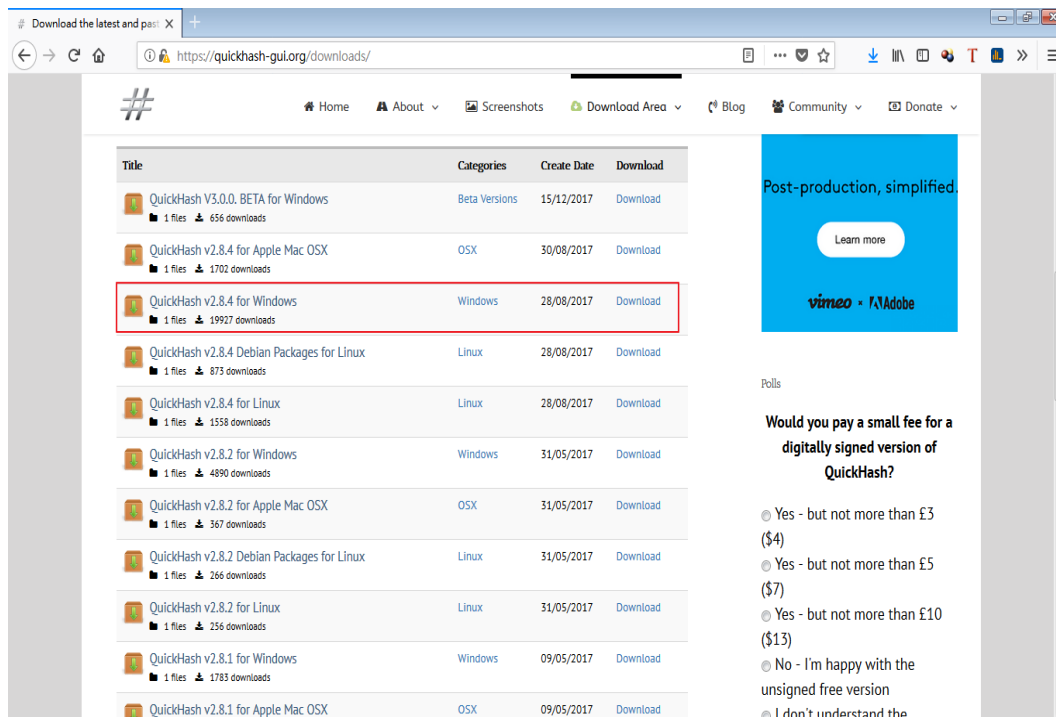 # Download the latest and past
https://quickhash-gui.org/downloads/
Home About Screenshots Download Area Blog Community Donate
Title Categories Create Date Download
QuickHash V3.0.0. BETA for Windows Beta Versions 15/12/2017 Download
1 files 656 downloads
QuickHash v2.8.4 for Apple Mac OSX OSX 30/08/2017 Download
1 files 1702 downloads
QuickHash v2.8.4 for Windows Windows 28/08/2017 Download
1 files 19927 downloads
QuickHash v2.8.4 Debian Packages for Linux Linux 28/08/2017 Download
1 files 873 downloads
QuickHash v2.8.4 for Linux Linux 28/08/2017 Download
1 files 1558 downloads
QuickHash v2.8.2 for Windows Windows 31/05/2017 Download
1 files 4890 downloads
QuickHash v2.8.2 for Apple Mac OSX OSX 31/05/2017 Download
1 files 367 downloads
QuickHash v2.8.2 Debian Packages for Linux Linux 31/05/2017 Download
1 files 266 downloads
QuickHash v2.8.2 for Linux Linux 31/05/2017 Download
1 files 256 downloads
QuickHash v2.8.1 for Windows Windows 09/05/2017 Download
1 files 1783 downloads
QuickHash v2.8.1 for Apple Mac OSX OSX 09/05/2017 Download
Post-production, simplified.
Learn more
vimeo × Adobe
Polls
Would you pay a small fee for a
digitally signed version of
QuickHash?
Yes - but not more than £3
($4)
Yes - but not more than £5
($7)
Yes - but not more than £10
($13)
No - I'm happy with the
unsigned free version
I don't understand the